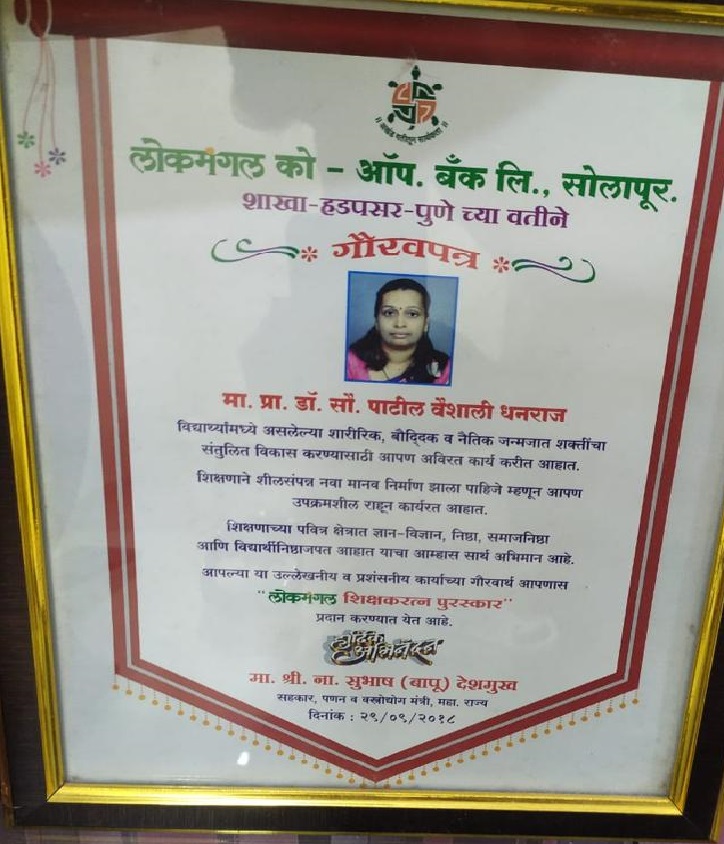 लोकमंगल को - ऑप. बँक लि., सोलापूर.
शाखा-हडपसर-पुणे च्या वतीने
गौरवपत्र
मा. प्रा. डॉ. सौ. पाटील वैशाली धनराज
विद्यार्थ्यांमध्ये असलेल्या शारीरिक, बौद्दिक व नैतिक जन्मजात शक्तींचा
संतुलित विकास करण्यासाठी आपण अविरत कार्य करीत आहात.
शिक्षणाने शीलसंपन्न नवा मानव निर्माण झाला पाहिजे म्हणून आपण
उपक्रमशील राहून कार्यरत आहात.
शिक्षणाच्या पवित्र क्षेत्रात ज्ञान-विज्ञान, निष्ठा, समाजनिष्ठा
आणि विद्यार्थीनिष्ठाजपत आहात याचा आम्हास सार्थ अभिमान आहे.
आपल्या या उल्लेखनीय व प्रशंसनीय कार्याच्या गौरवार्थ आपणास
"लोकमंगल शिक्षकरत्न पुरस्कार"
प्रदान करण्यात येत आहे.
हार्दिक
अभिनंदन
मा. श्री. ना. सुभाष (बापू) देशमुख
सहकार, पणन व वस्त्रोद्योग मंत्री, महा. राज्य
दिनांक : २९/०९/२०१८